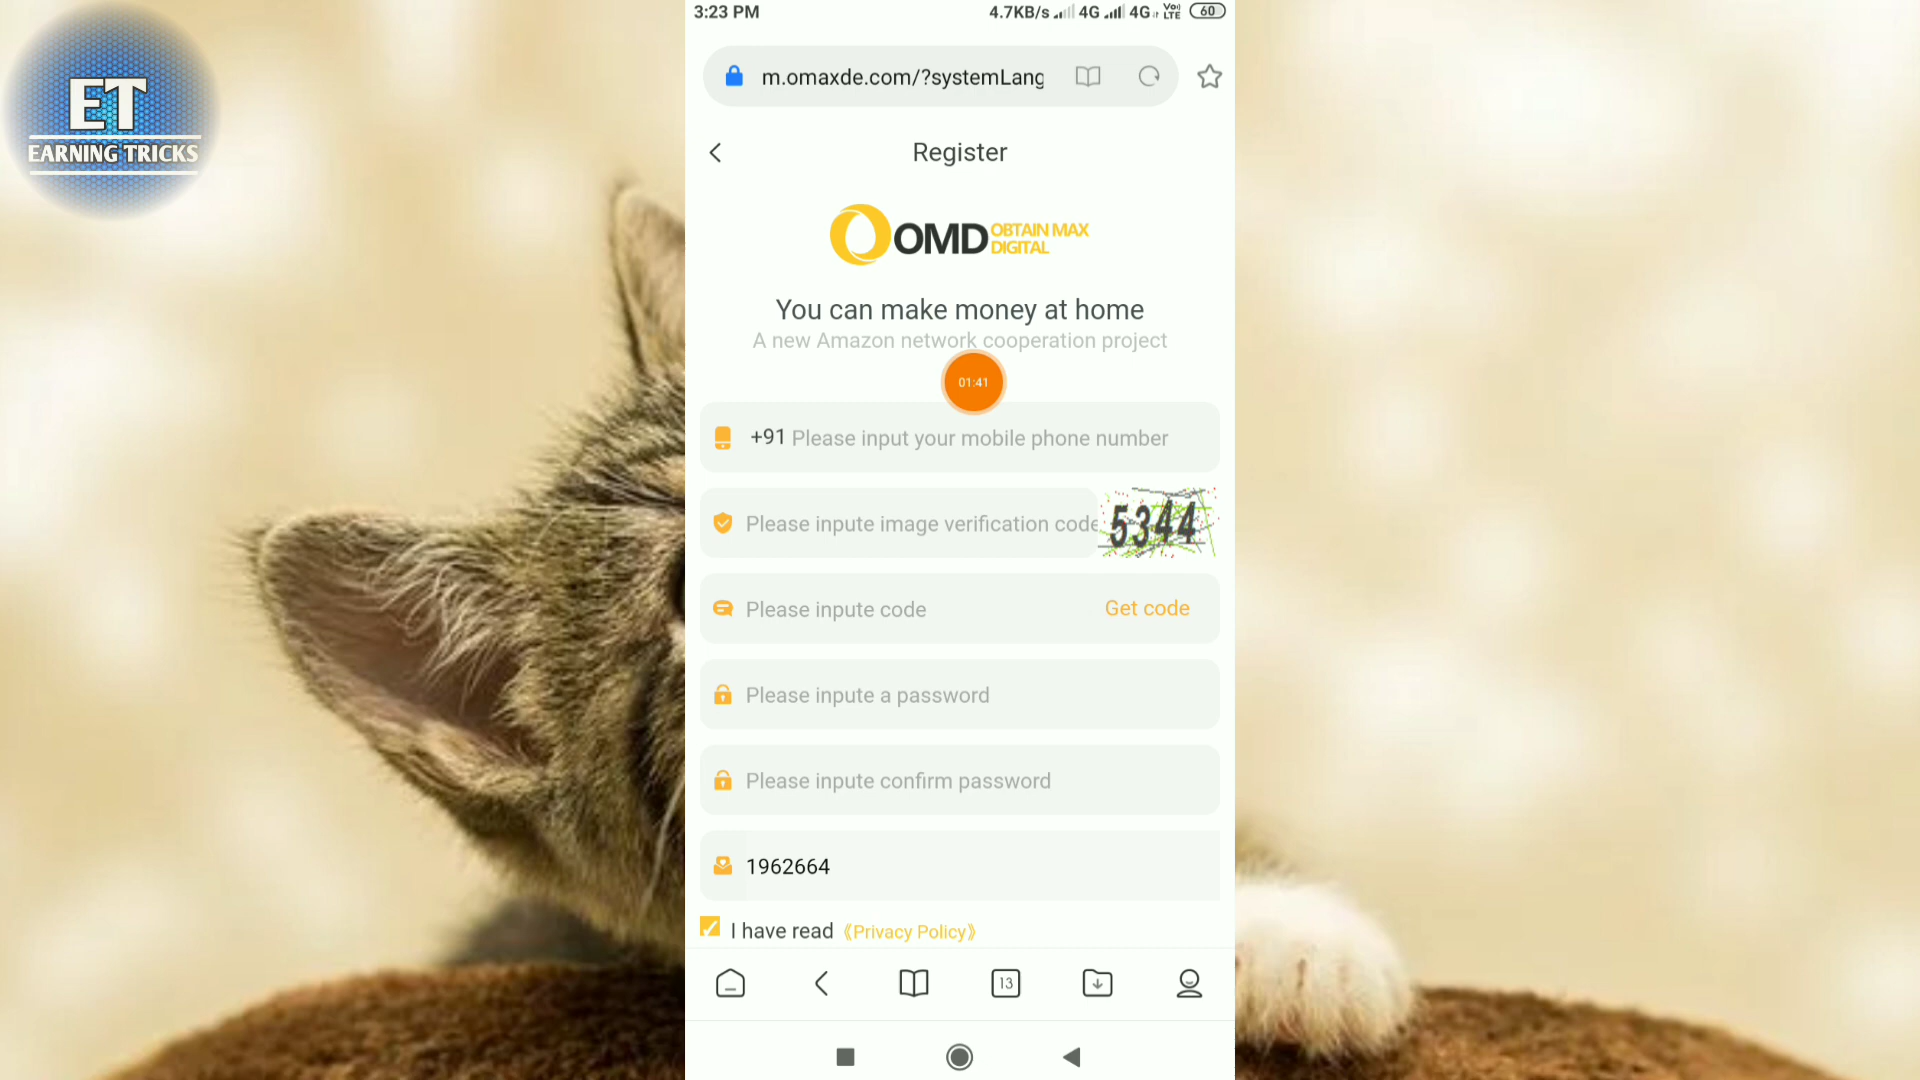 ET
EARNING TRICKS
3:23 PM
4.7KB/s 4G 4G Vo) LTE 60
m.omaxde.com/?systemLang
Register
OMD OBTAIN MAX DIGITAL
You can make money at home
A new Amazon network cooperation project
01:41
+91 Please input your mobile phone number
Please inpute image verification code
5344
Please inpute code
Get code
Please inpute a password
Please inpute confirm password
1962664
I have read 《Privacy Policy》
13